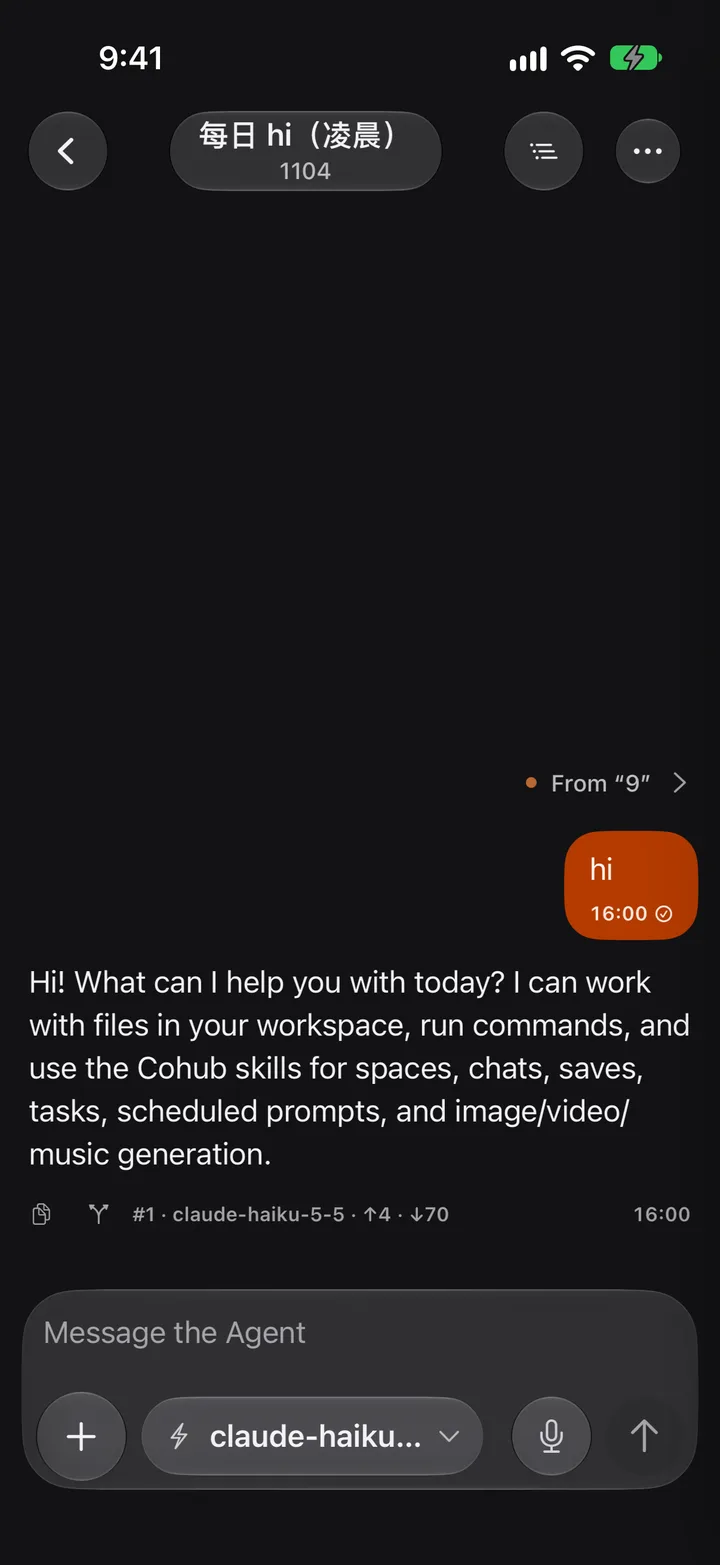 9:41
每日 hi（凌晨）
1104
From “9”
hi
16:00
Hi! What can I help you with today? I can work
with files in your workspace, run commands, and
use the Cohub skills for spaces, chats, saves,
tasks, scheduled prompts, and image/video/
music generation.
#1 · claude-haiku-5-5 · ↑4 · ↓70
16:00
Message the Agent
claude-haiku...